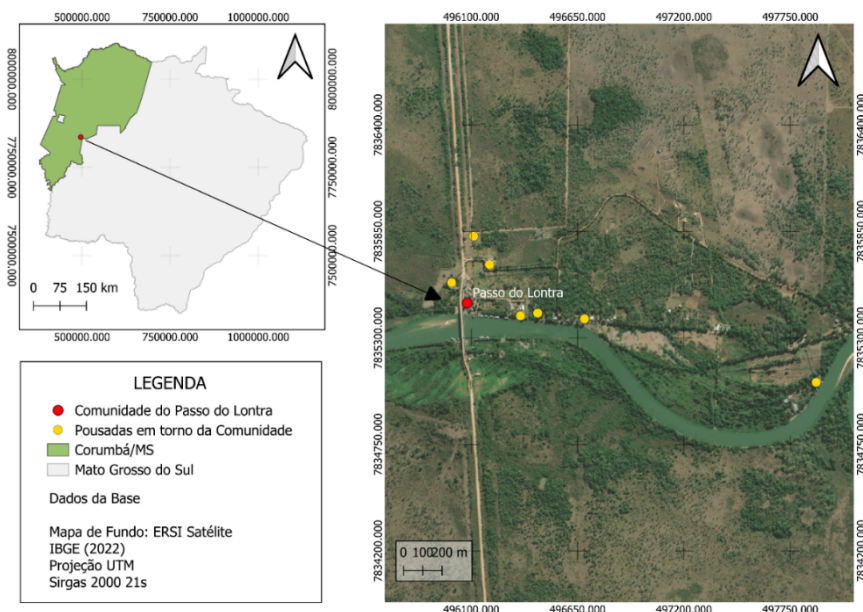 500000.000 750000.000 1000000.000
8000000.000
7750000.000
7500000.000
8000000.000
7750000.000
7500000.000
0 75 150 km
500000.000 750000.000 1000000.000
LEGENDA
Comunidade do Passo do Lontra
Pousadas em torno da Comunidade
Corumbá/MS
Mato Grosso do Sul
Dados da Base
Mapa de Fundo: ERSI Satélite
IBGE (2022)
Projeção UTM
Sirgas 2000 21s
496100.000 496650.000 497200.000 497750.000
7836400.000
7835850.000
7835300.000
7834750.000
7834200.000
Passo do Lontra
7836400.000
7835850.000
7835300.000
7834750.000
7834200.000
0 100200 m
496100.000 496650.000 497200.000 497750.000